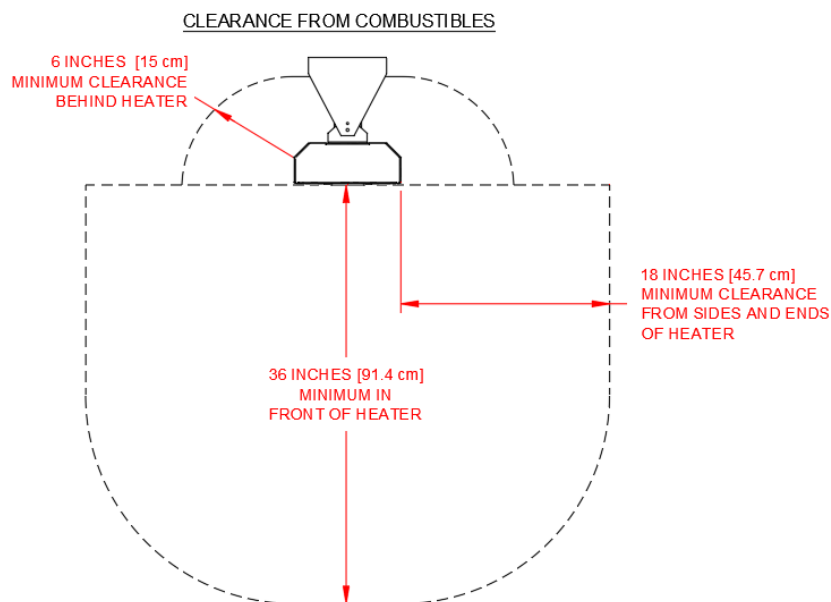 CLEARANCE FROM COMBUSTIBLES
6 INCHES [15 cm]
MINIMUM CLEARANCE
BEHIND HEATER
18 INCHES [45.7 cm]
MINIMUM CLEARANCE
FROM SIDES AND ENDS
OF HEATER
36 INCHES [91.4 cm]
MINIMUM IN
FRONT OF HEATER